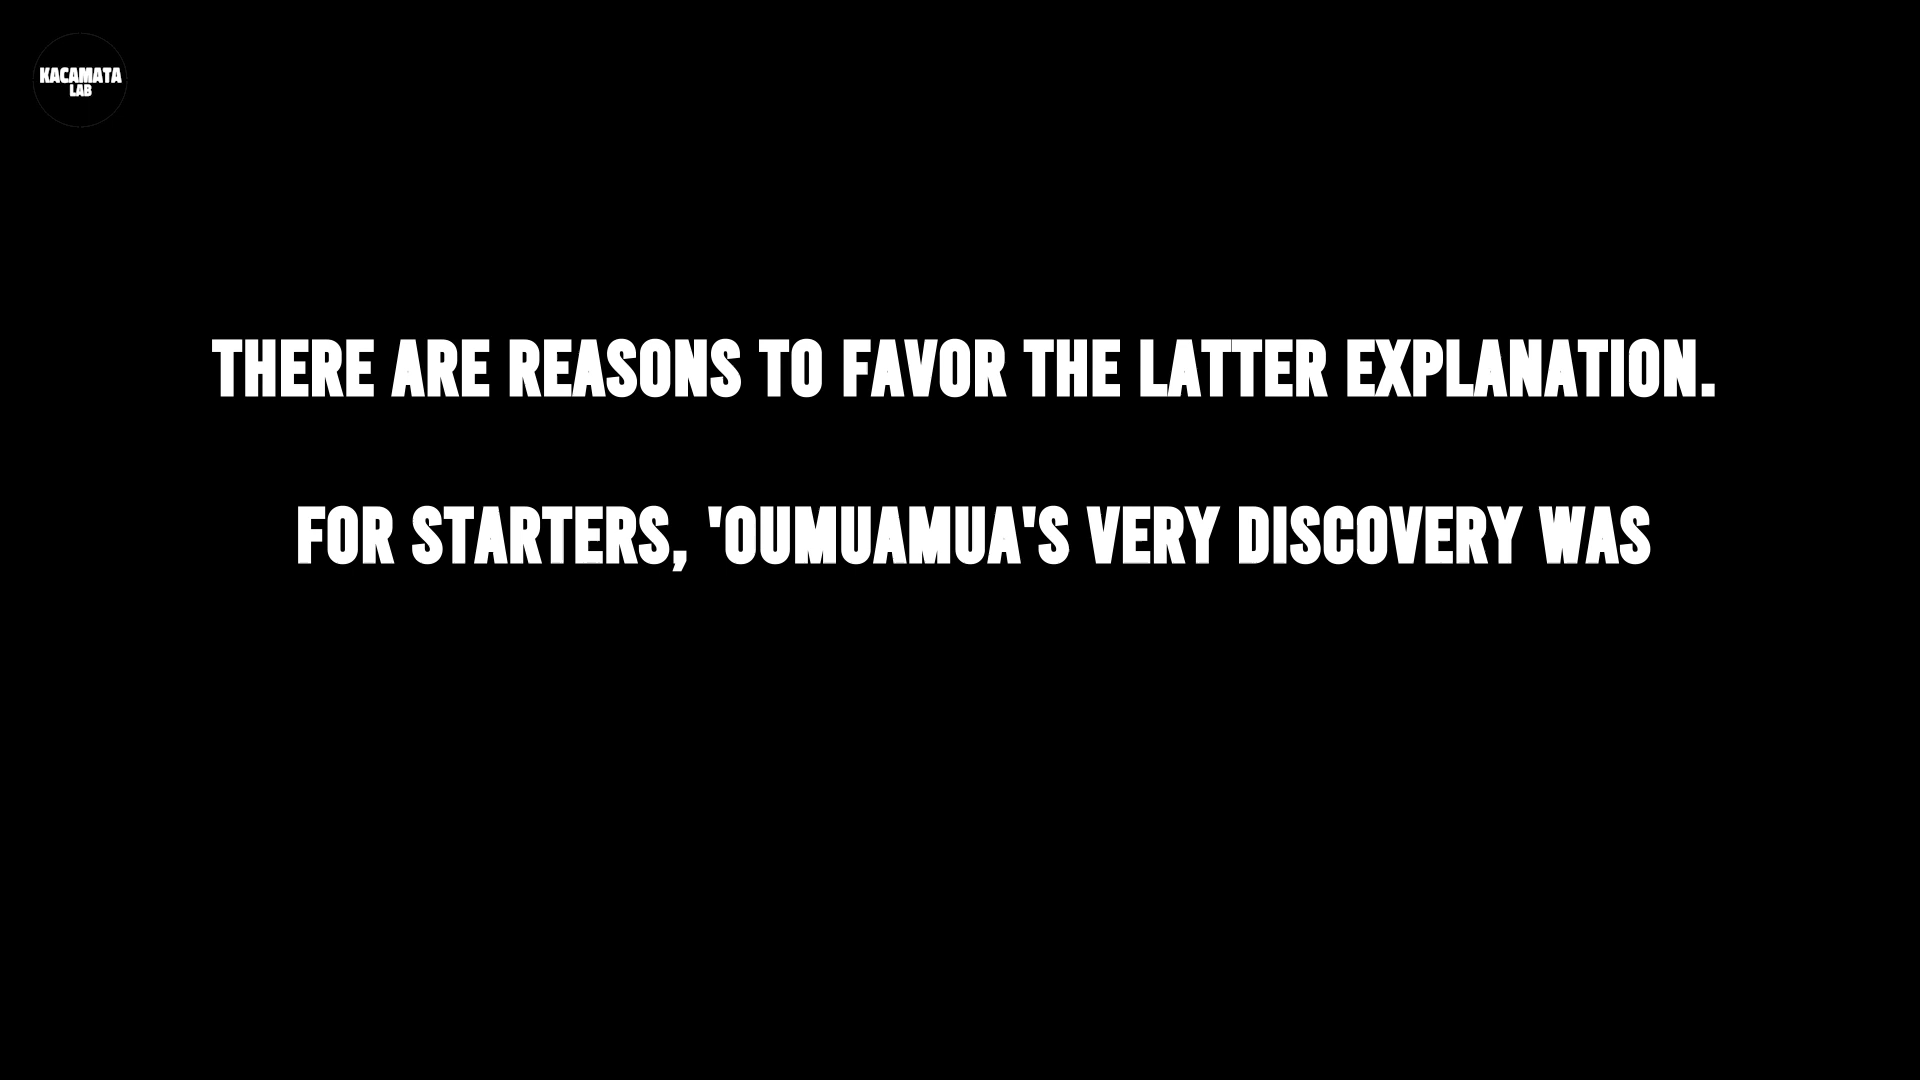 KACAMATA
LAB
THERE ARE REASONS TO FAVOR THE LATTER EXPLANATION.
FOR STARTERS, 'OUMUAMUA'S VERY DISCOVERY WAS